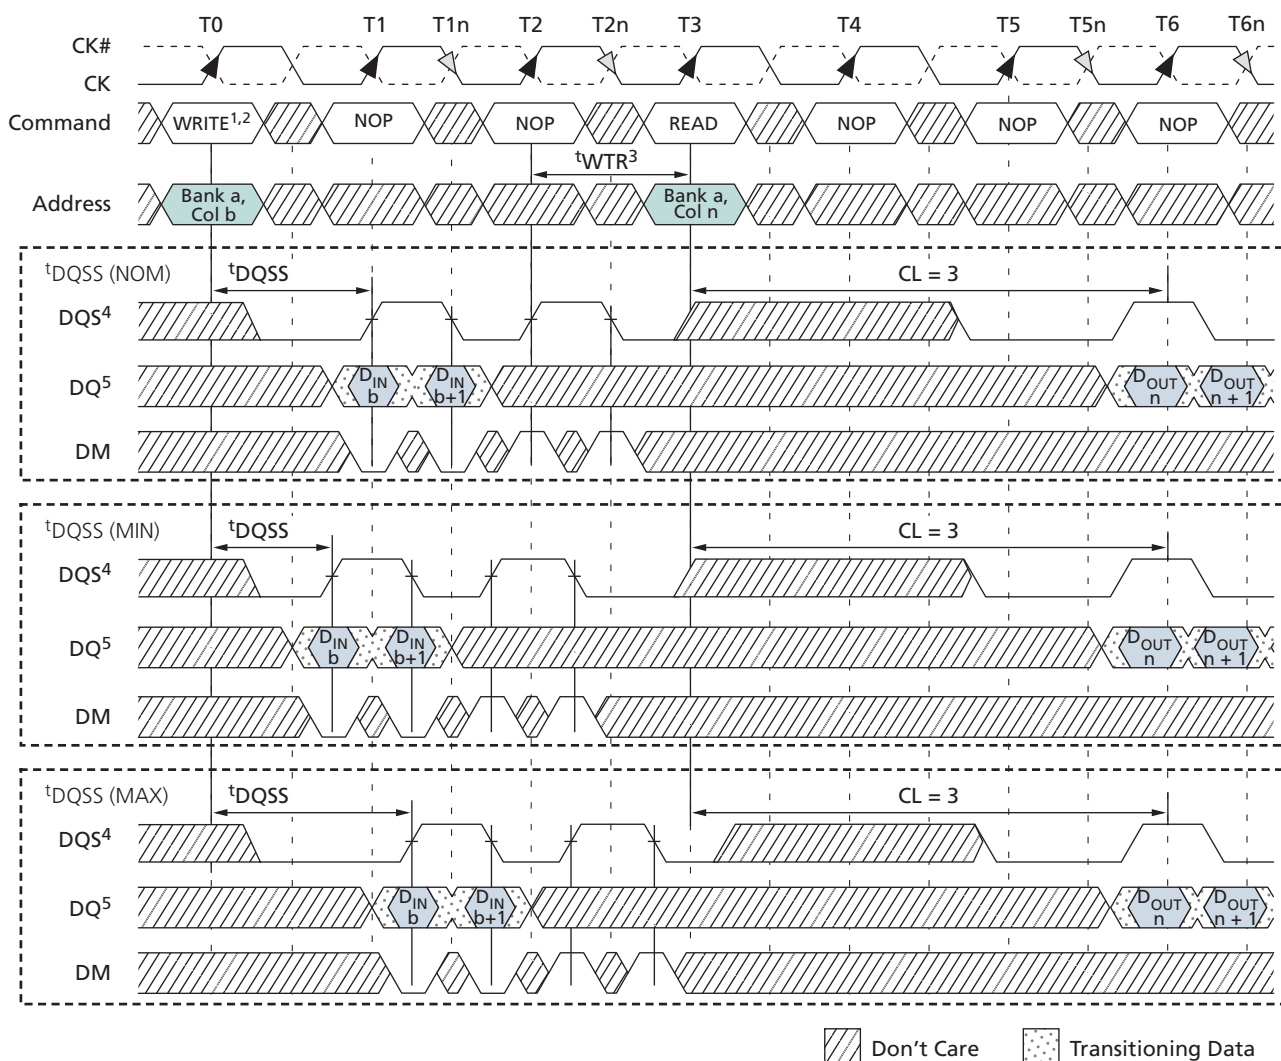 T0 T1 T1n T2 T2n T3 T4 T5 T5n T6 T6n
CK#
CK
Command WRITE1,2 NOP NOP READ NOP NOP NOP
tWTR3
Address Bank a, Col b Bank a, Col n
tDQSS (NOM) tDQSS CL = 3
DQS4
DQ5 DIN b DIN b+1 DOUT n DOUT n + 1
DM
tDQSS (MIN) tDQSS CL = 3
DQS4
DQ5 DIN b DIN b+1 DOUT n DOUT n + 1
DM
tDQSS (MAX) tDQSS CL = 3
DQS4
DQ5 DIN b DIN b+1 DOUT n DOUT n + 1
DM
Don't Care Transitioning Data